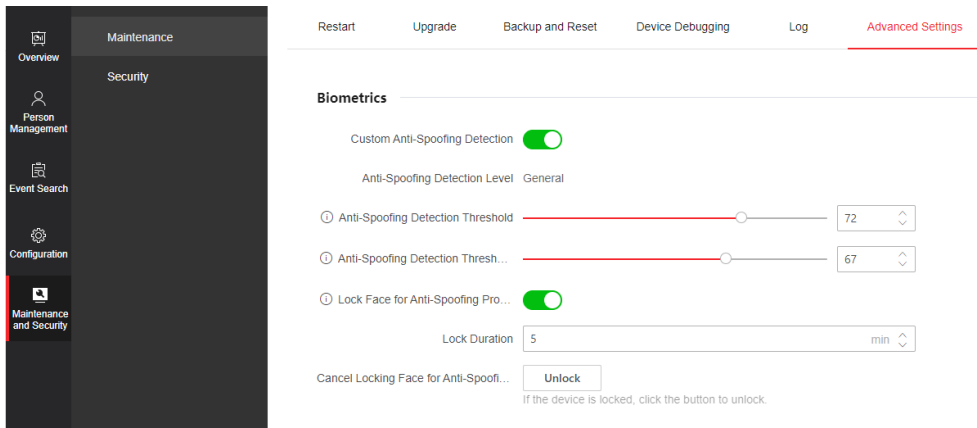 Overview
Person
Management
Event Search
Configuration
Maintenance
and Security
Maintenance
Security
Restart Upgrade Backup and Reset Device Debugging Log Advanced Settings
Biometrics
Custom Anti-Spoofing Detection
Anti-Spoofing Detection Level General
Anti-Spoofing Detection Threshold 72
Anti-Spoofing Detection Thresh... 67
Lock Face for Anti-Spoofing Pro...
Lock Duration 5 min
Cancel Locking Face for Anti-Spoofi... Unlock
If the device is locked, click the button to unlock.